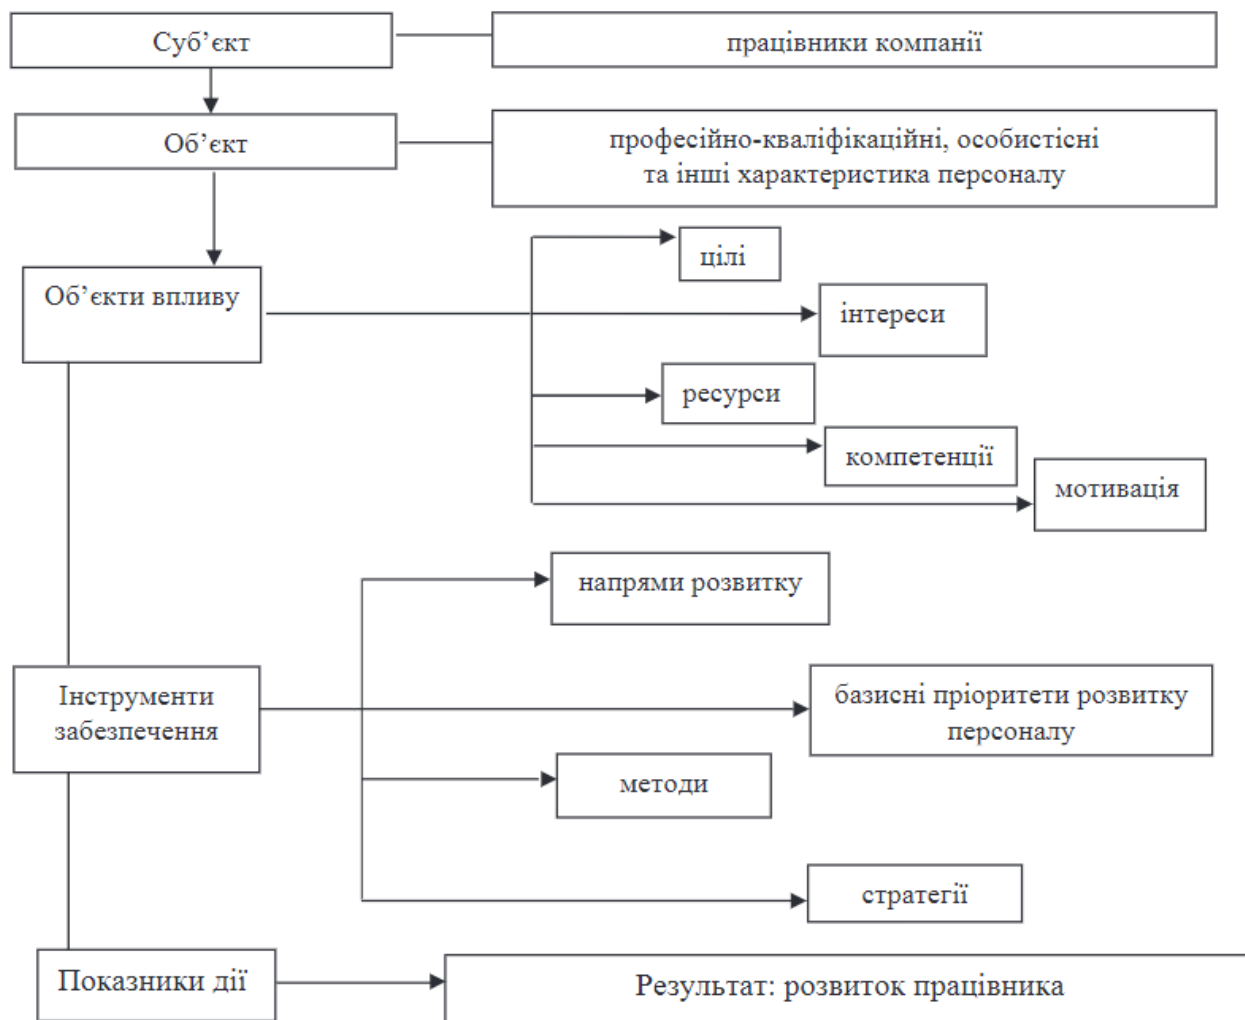 Суб’єкт
працівники компанії
Об’єкт
професійно-кваліфікаційні, особистісні
та інші характеристика персоналу
Об’єкти впливу
цілі
інтереси
ресурси
компетенції
мотивація
напрями розвитку
Інструменти
забезпечення
базисні пріоритети розвитку
персоналу
методи
стратегії
Показники дії
Результат: розвиток працівника